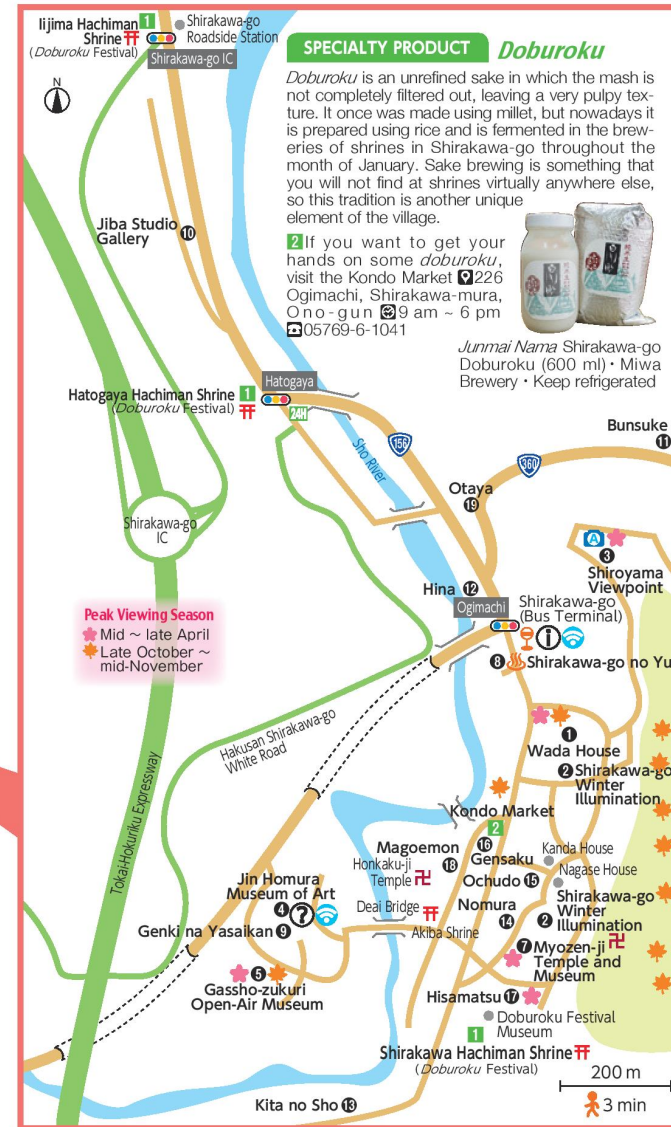 Iijima Hachiman
Shrine
(Doburoku Festival)
1
Shirakawa-go
Roadside Station
Shirakawa-go IC
N
SPECIALTY PRODUCT Doburoku
Doburoku is an unrefined sake in which the mash is
not completely filtered out, leaving a very pulpy tex-
ture. It once was made using millet, but nowadays it
is prepared using rice and is fermented in the brew-
eries of shrines in Shirakawa-go throughout the
month of January. Sake brewing is something that
you will not find at shrines virtually anywhere else,
so this tradition is another unique
element of the village.
2 If you want to get your
hands on some doburoku,
visit the Kondo Market 226
Ogimachi, Shirakawa-mura,
Ono-gun 9 am ~ 6 pm
05769-6-1041
Junmai Nama Shirakawa-go
Doburoku (600 ml)・Miwa
Brewery・Keep refrigerated
Jiba Studio
Gallery
10
Hatogaya
Hatogaya Hachiman Shrine
1
(Doburoku Festival)
24H
156
Sho River
360
Bunsuke
11
Otaya
19
Shirakawa-go
IC
A
3
Shiroyama
Viewpoint
Hina 12
Ogimachi
Shirakawa-go
(Bus Terminal)
i
8 Shirakawa-go no Yu
Peak Viewing Season
Mid ~ late April
Late October ~
mid-November
1
Wada House
2 Shirakawa-go
Winter
Illumination
Hakusan Shirakawa-go
White Road
Tokai-Hokuriku Expressway
Kondo Market
2
16
Gensaku
Kanda House
Magoemon
18
Honkaku-ji
Temple
Ochudo 15
Nagase House
Jin Homura
Museum of Art
4 ?
Deai Bridge
Nomura
14
2
Shirakawa-go
Winter
Illumination
Genki na Yasaikan 9
Akiba Shrine
7 Myozen-ji
Temple and
Museum
5
Gassho-zukuri
Open-Air Museum
Hisamatsu 17
Doburoku Festival
Museum
1
Shirakawa Hachiman Shrine
(Doburoku Festival)
Kita no Sho 13
200 m
3 min